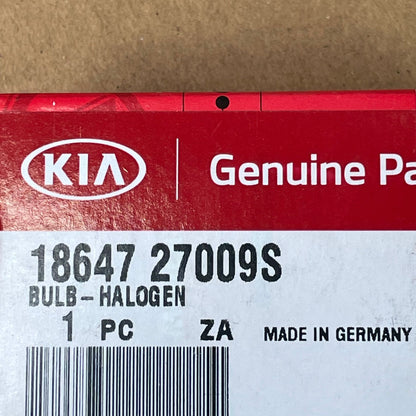 KIA Genuine Pa
18647 27009S
BULB-HALOGEN
1 PC ZA MADE IN GERMANY